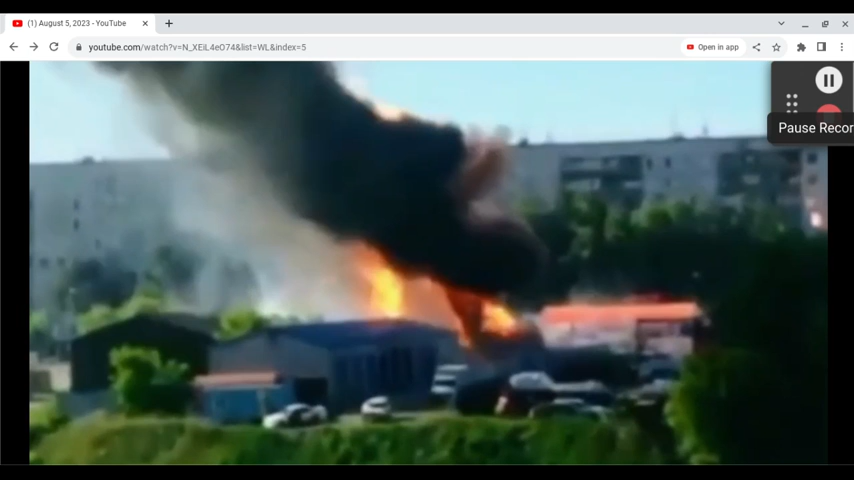 (1) August 5, 2023 - YouTube
youtube.com/watch?v=N_XEiL4eO74&list=WL&index=5
Open in app
Pause Recor